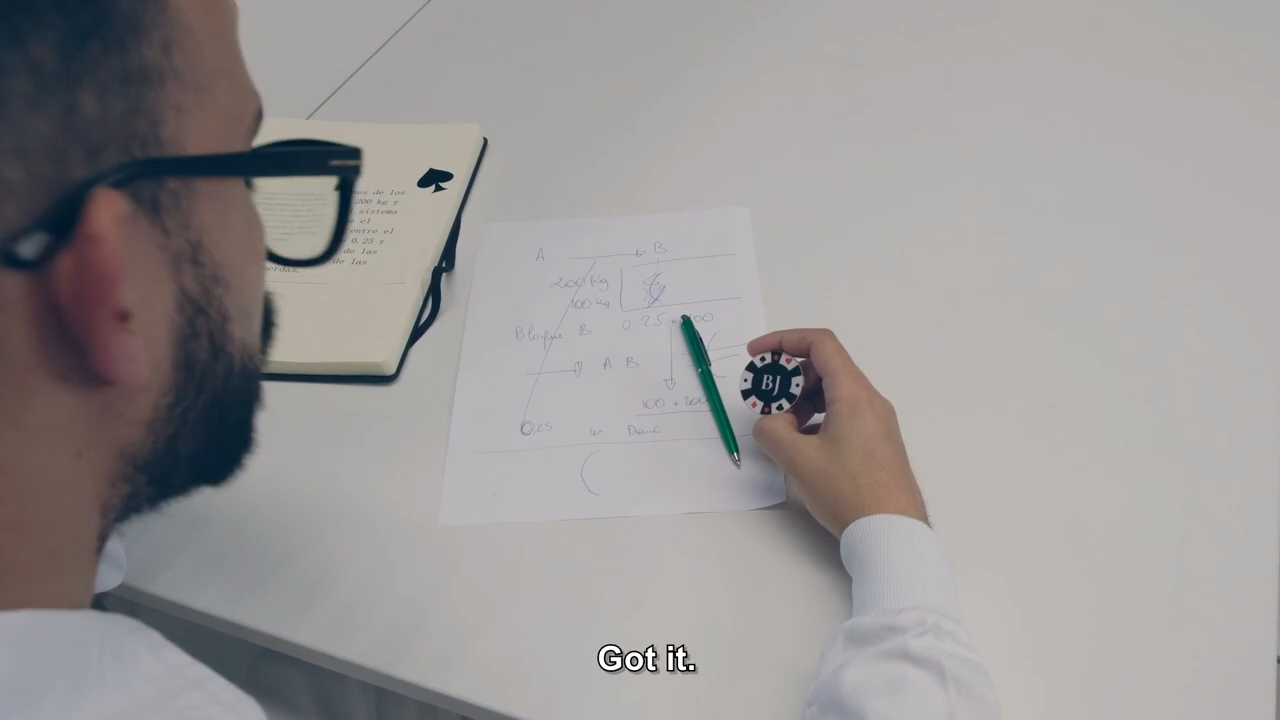 es de los
200 kg y
sistema
e el
entre el
0.25 y
de las
de las
uerdas.
A B
200 kg
100 kg
0.25
Bloque B
A B
100 + 200
0.25
BJ
Got it.